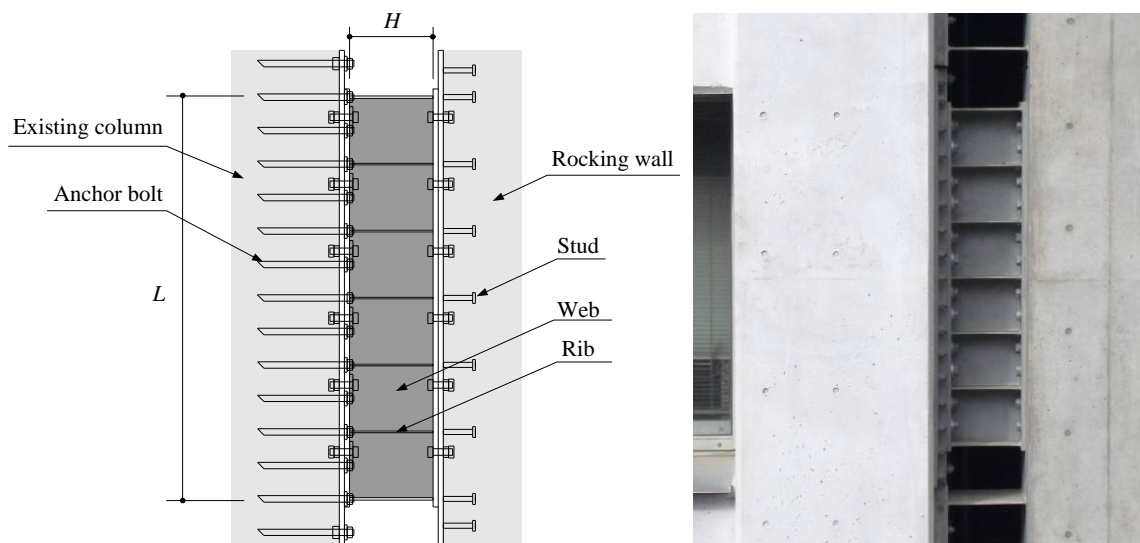 H
Existing column
Rocking wall
Anchor bolt
Stud
L
Web
Rib